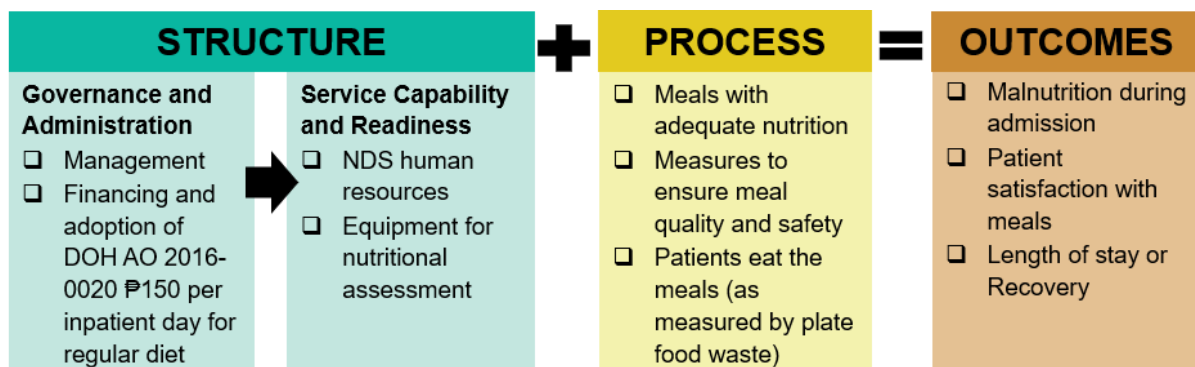 STRUCTURE
Governance and
Administration
❑ Management
❑ Financing and
adoption of
DOH AO 2016-
0020 ₱150 per
inpatient day for
regular diet
Service Capability
and Readiness
❑ NDS human
resources
❑ Equipment for
nutritional
assessment
+
PROCESS
❑ Meals with
adequate nutrition
❑ Measures to
ensure meal
quality and safety
❑ Patients eat the
meals (as
measured by plate
food waste)
=
OUTCOMES
❑ Malnutrition during
admission
❑ Patient
satisfaction with
meals
❑ Length of stay or
Recovery